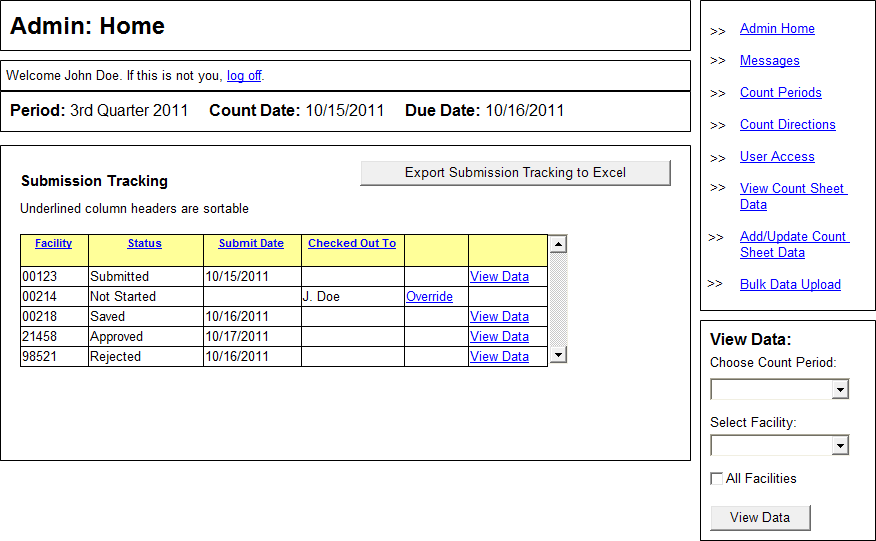 Admin: Home
Welcome John Doe. If this is not you, log off.
Period: 3rd Quarter 2011 Count Date: 10/15/2011 Due Date: 10/16/2011
Submission Tracking
Export Submission Tracking to Excel
Underlined column headers are sortable
Facility Status Submit Date Checked Out To
00123 Submitted 10/15/2011 View Data
00214 Not Started J. Doe Override
00218 Saved 10/16/2011 View Data
21458 Approved 10/17/2011 View Data
98521 Rejected 10/16/2011 View Data
>> Admin Home
>> Messages
>> Count Periods
>> Count Directions
>> User Access
>> View Count Sheet
Data
>> Add/Update Count
Sheet Data
>> Bulk Data Upload
View Data:
Choose Count Period:
Select Facility:
All Facilities
View Data